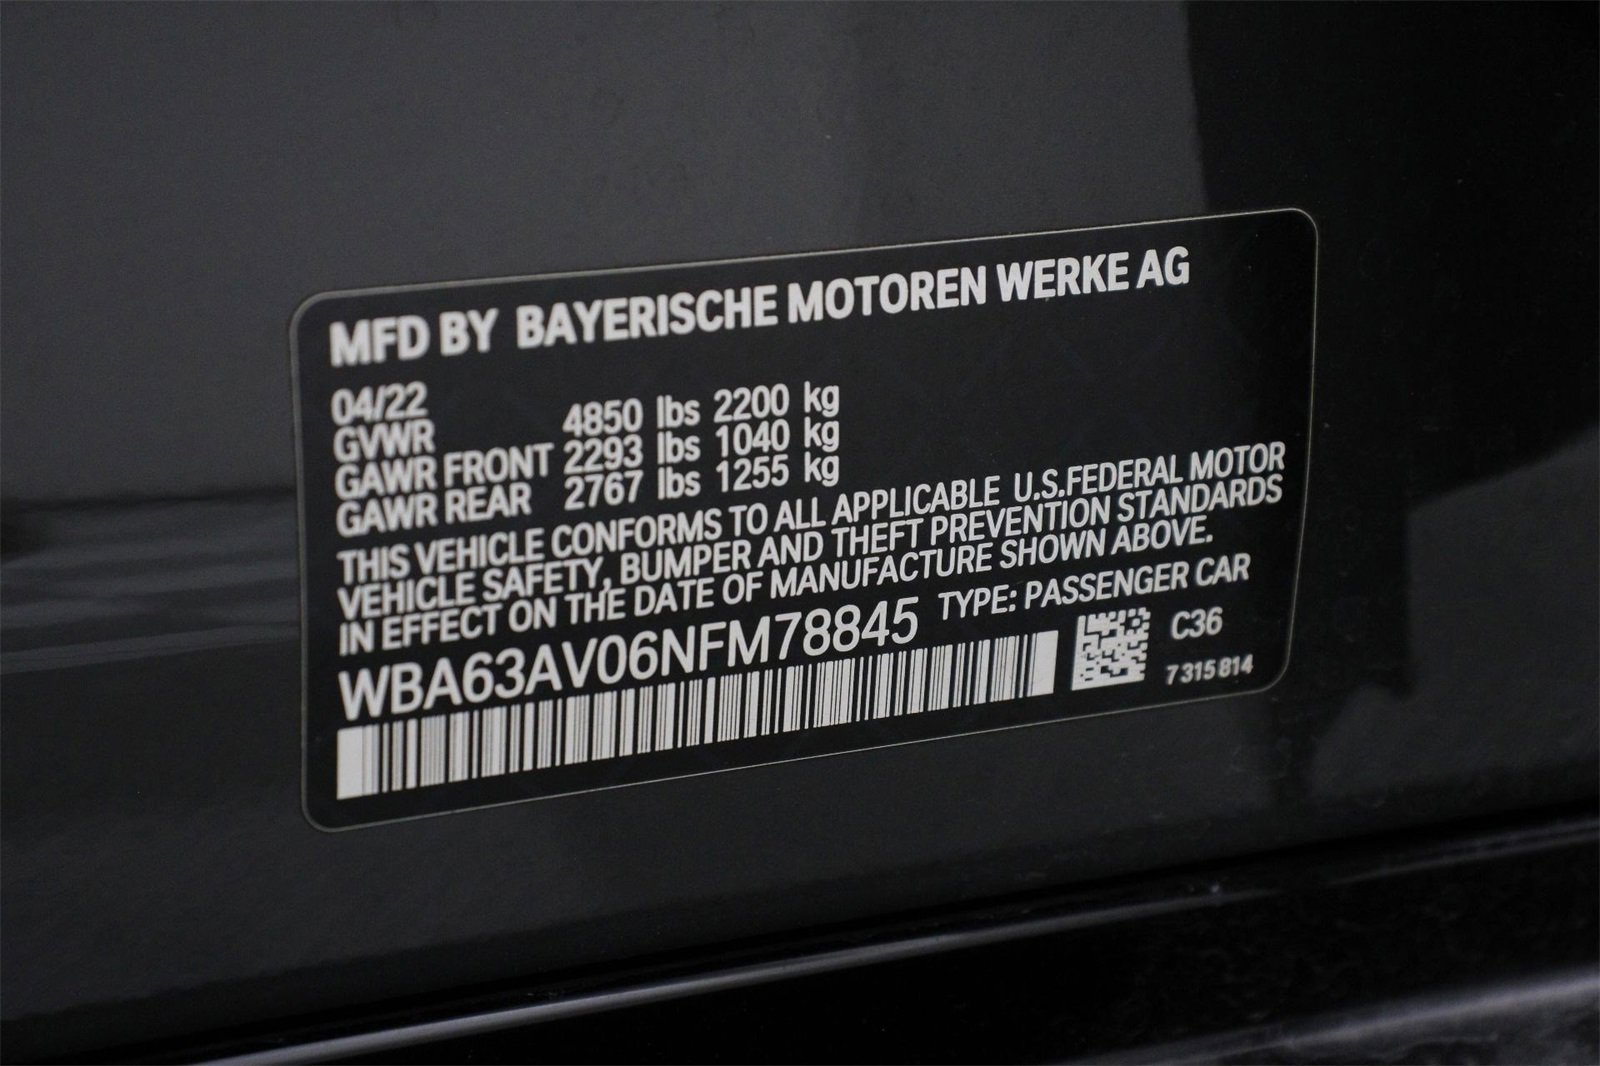 MFD BY BAYERISCHE MOTOREN WERKE AG
04/22
GVWR 4850 lbs 2200 kg
GAWR FRONT 2293 lbs 1040 kg
GAWR REAR 2767 lbs 1255 kg
THIS VEHICLE CONFORMS TO ALL APPLICABLE U.S.FEDERAL MOTOR
VEHICLE SAFETY, BUMPER AND THEFT PREVENTION STANDARDS
IN EFFECT ON THE DATE OF MANUFACTURE SHOWN ABOVE.
WBA63AV06NFM78845 TYPE: PASSENGER CAR
C36
7 315 814